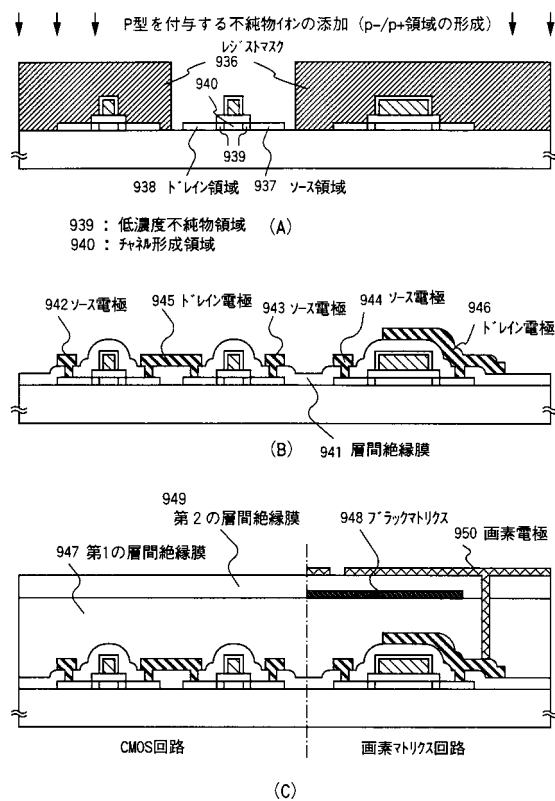 P型を付与する不純物ｲｵﾝの添加 (p-/p+領域の形成)
ﾚｼﾞｽﾄﾏｽｸ
936
940
939
938 ﾄﾞﾚｲﾝ領域
937 ｿｰｽ領域
939 : 低濃度不純物領域
940 : ﾁｬﾈﾙ形成領域
(A)
942 ｿｰｽ電極
945 ﾄﾞﾚｲﾝ電極
943 ｿｰｽ電極
944 ｿｰｽ電極
946
ﾄﾞﾚｲﾝ電極
941 層間絶縁膜
(B)
949
第2の層間絶縁膜
948 ﾌﾞﾗｯｸﾏﾄﾘｸｽ
950 画素電極
947 第1の層間絶縁膜
CMOS回路
画素ﾏﾄﾘｸｽ回路
(C)